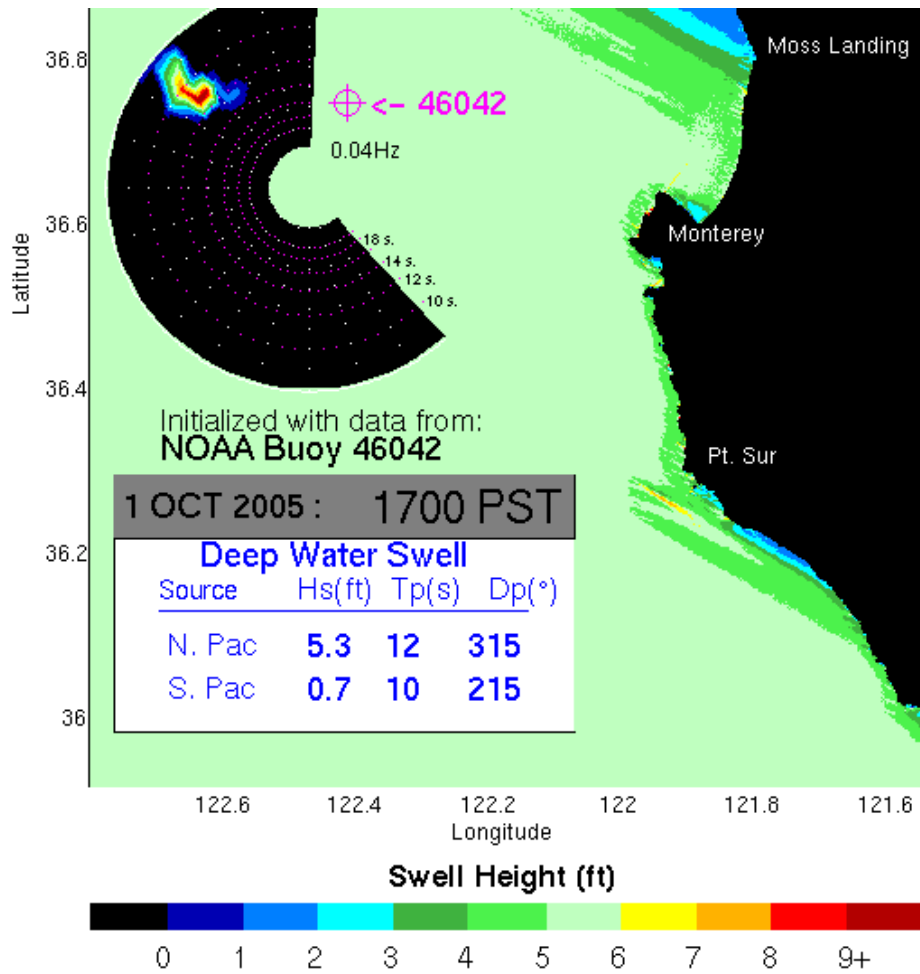 36.8
36.6
36.4
36.2
36
Latitude
Moss Landing
<- 46042
0.04Hz
Monterey
18 s.
14 s.
12 s.
10 s.
Initialized with data from:
NOAA Buoy 46042
Pt. Sur
1 OCT 2005 : 1700 PST
Deep Water Swell
Source Hs(ft) Tp(s) Dp(°)
N. Pac 5.3 12 315
S. Pac 0.7 10 215
122.6 122.4 122.2 122 121.8 121.6
Longitude
Swell Height (ft)
0 1 2 3 4 5 6 7 8 9+